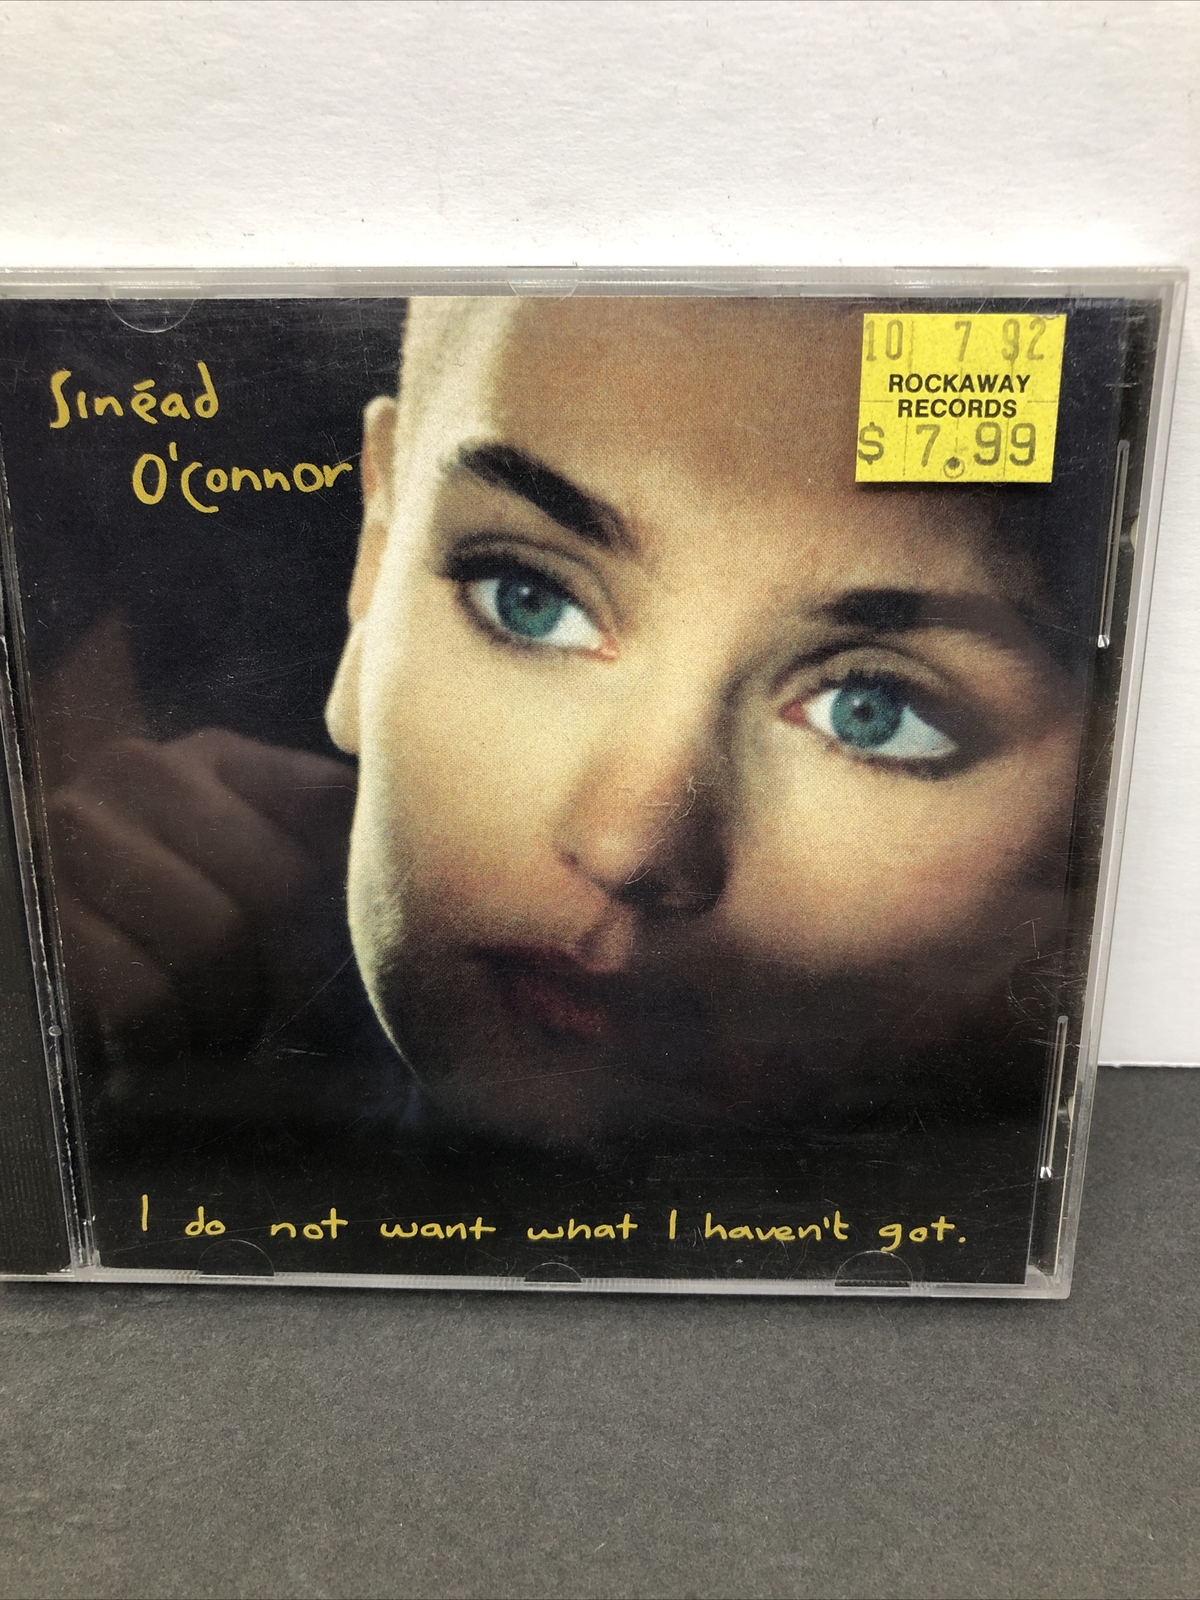 Sinéad
O'Connor
10 7 92
ROCKAWAY
RECORDS
$ 7.99
I do not want what I haven't got.